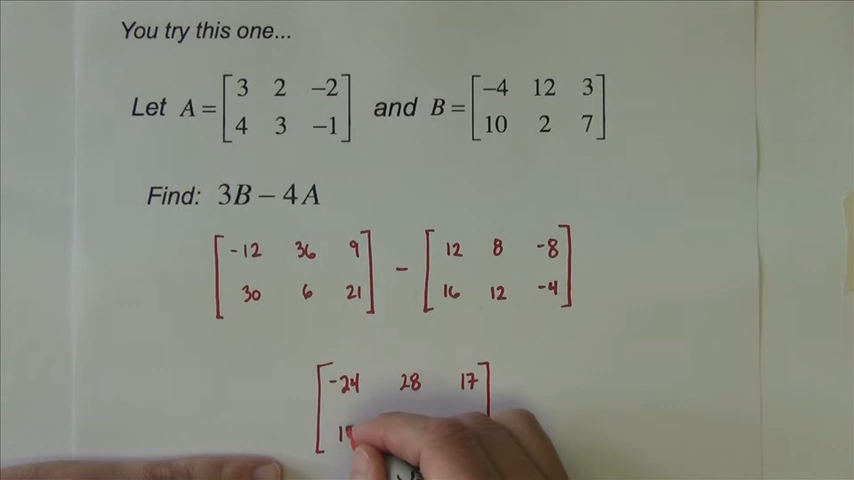 You try this one...
Let A = [3 2 −2 and B = [−4 12 3
4 3 −1] 10 2 7]
Find: 3B − 4A
[-12 36 9 − [12 8 -8
30 6 21] 16 12 -4]
[-24 28 17]